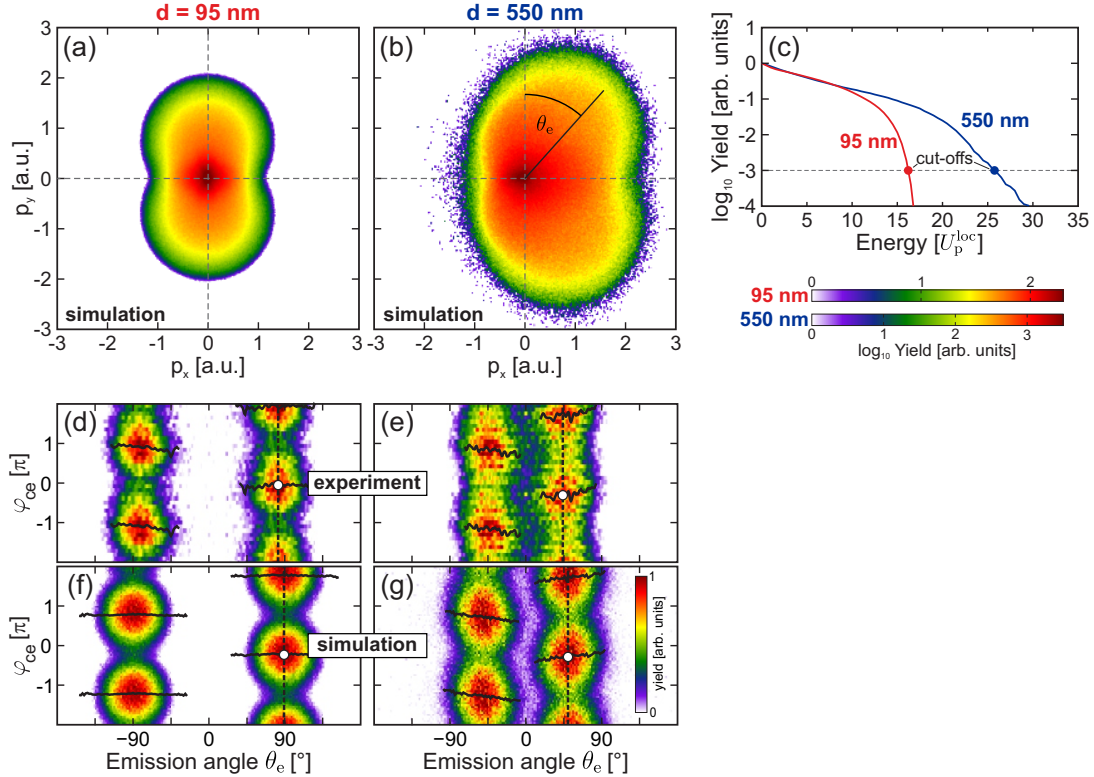 d = 95 nm
d = 550 nm
(a)
3
2
1
0
-1
-2
-3
p_y [a.u.]
simulation
-3 -2 -1 0 1 2 3
p_x [a.u.]
(b)
θ_e
simulation
-3 -2 -1 0 1 2 3
p_x [a.u.]
(c)
0
-1
-2
-3
-4
log₁₀ Yield [arb. units]
95 nm
550 nm
cut-offs
0 5 10 15 20 25 30 35
Energy [U_p^loc]
0 1 2
95 nm
550 nm
0 1 2 3
log₁₀ Yield [arb. units]
(d)
(e)
1
0
-1
φ_ce [π]
experiment
(f)
(g)
1
0
-1
φ_ce [π]
simulation
1
yield [arb. units]
0
−90 0 90
−90 0 90
Emission angle θ_e [°]
Emission angle θ_e [°]